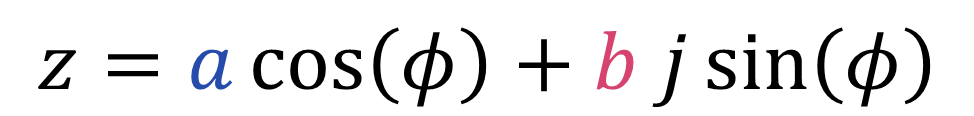 z = a cos(ϕ) + b j sin(ϕ)